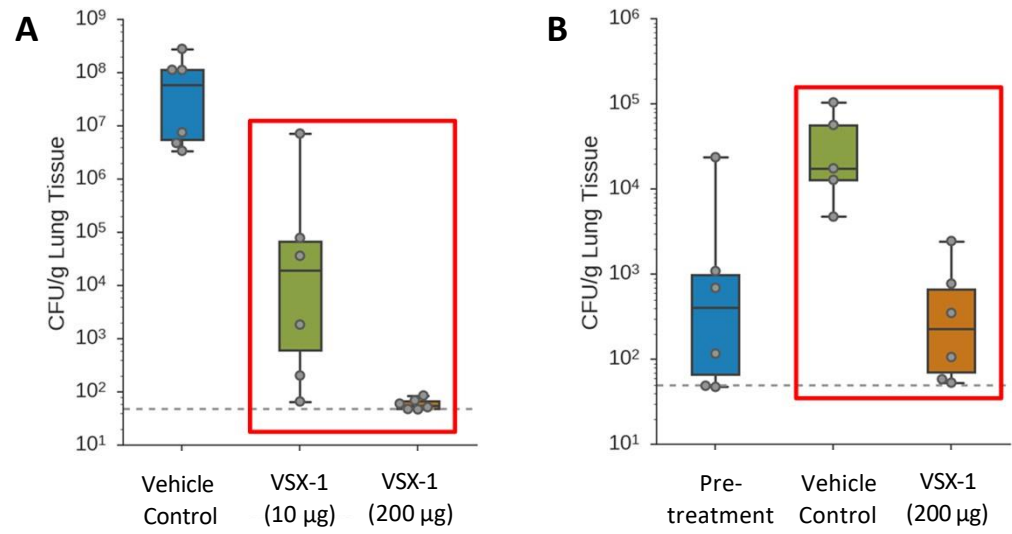 A
CFU/g Lung Tissue
10⁹
10⁸
10⁷
10⁶
10⁵
10⁴
10³
10²
10¹
Vehicle
Control
VSX-1
(10 µg)
VSX-1
(200 µg)
B
CFU/g Lung Tissue
10⁶
10⁵
10⁴
10³
10²
10¹
Pre-
treatment
Vehicle
Control
VSX-1
(200 µg)